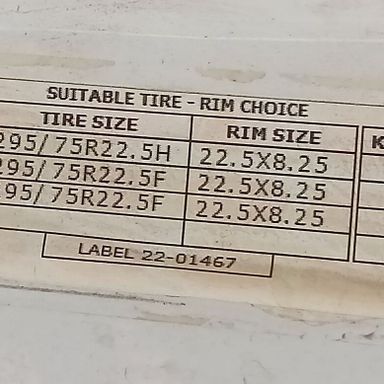 SUITABLE TIRE - RIM CHOICE
TIRE SIZE RIM SIZE K
295/75R22.5H 22.5X8.25
295/75R22.5F 22.5X8.25
95/75R22.5F 22.5X8.25
LABEL 22-01467